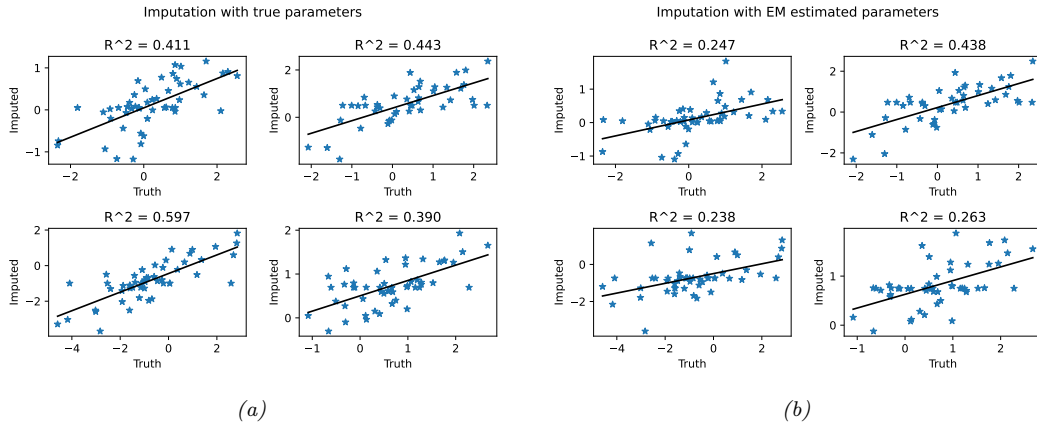 Imputation with true parameters
R^2 = 0.411
Imputed
1
0
−1
−2
0
2
Truth
R^2 = 0.443
Imputed
2
0
−2
−1
0
1
2
Truth
R^2 = 0.597
Imputed
2
0
−2
−4
−2
0
2
Truth
R^2 = 0.390
Imputed
2
1
0
−1
0
1
2
Truth
(a)
Imputation with EM estimated parameters
R^2 = 0.247
Imputed
1
0
−1
−2
0
2
Truth
R^2 = 0.438
Imputed
2
0
−2
−2
−1
0
1
2
Truth
R^2 = 0.238
Imputed
0
−2
−4
−2
0
2
Truth
R^2 = 0.263
Imputed
1
0
−1
0
1
2
Truth
(b)